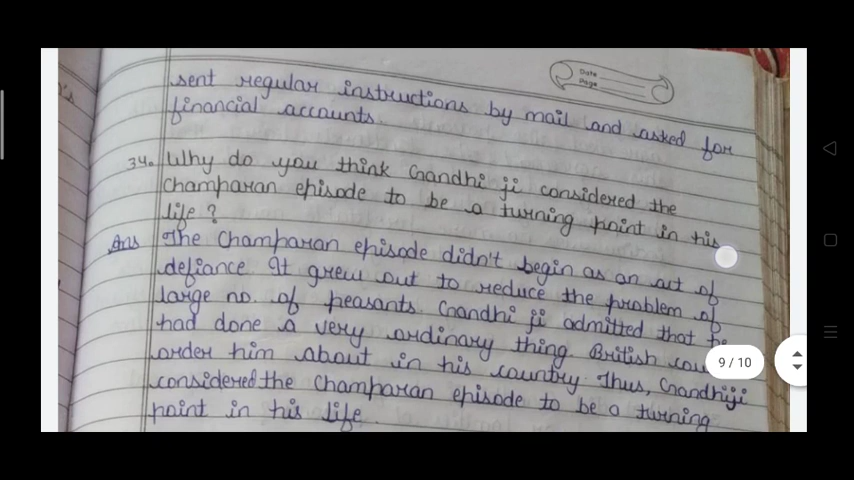 Date
Page
sent regular instructions by mail and asked for
financial accounts.
34. Why do you think Gandhi ji considered the
Champaran episode to be a turning point in his
life?
Ans The Champaran episode didn't begin as an act of
defiance It grew out to reduce the problem of
large no. of peasants. Gandhi ji admitted that
had done a very ordinary thing. British
order him about in his country. Thus, Gandhiji
considered the Champaran episode to be a turning
point in his life.
9 / 10